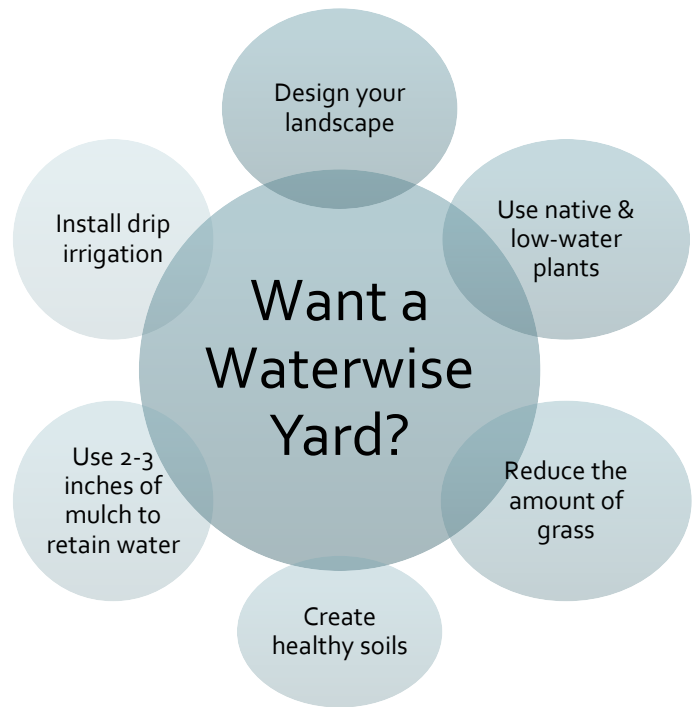 Design your
landscape
Use native &
low-water
plants
Reduce the
amount of
grass
Create
healthy soils
Use 2-3
inches of
mulch to
retain water
Install drip
irrigation
Want a
Waterwise
Yard?